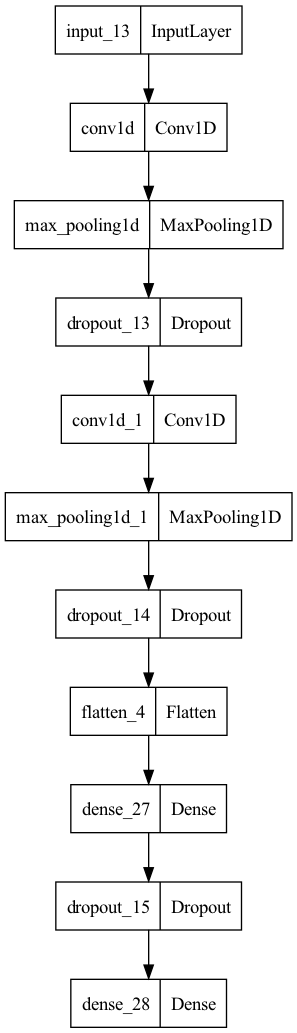 input_13 InputLayer
conv1d Conv1D
max_pooling1d MaxPooling1D
dropout_13 Dropout
conv1d_1 Conv1D
max_pooling1d_1 MaxPooling1D
dropout_14 Dropout
flatten_4 Flatten
dense_27 Dense
dropout_15 Dropout
dense_28 Dense